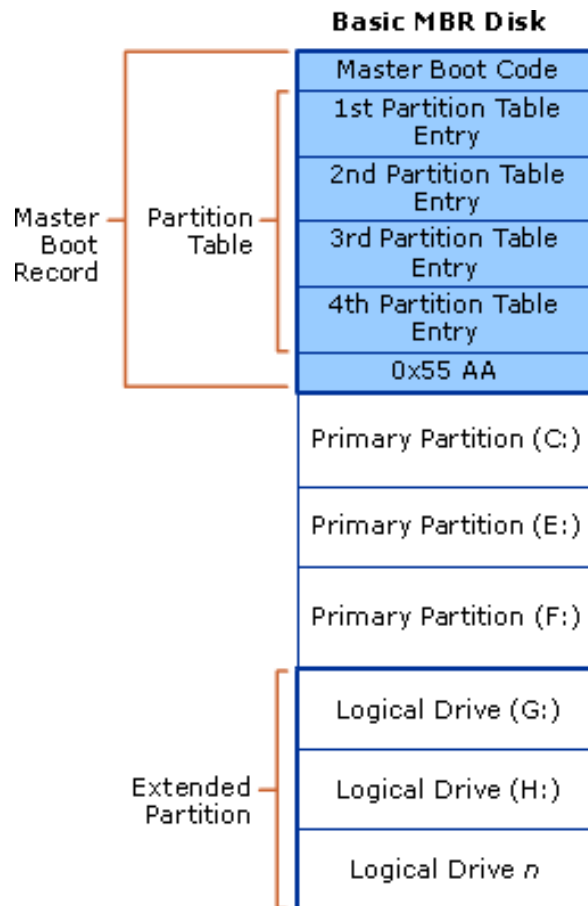 Basic MBR Disk
Master Boot Code
1st Partition Table
Entry
2nd Partition Table
Entry
3rd Partition Table
Entry
4th Partition Table
Entry
0x55 AA
Master
Boot
Record
Partition
Table
Primary Partition (C:)
Primary Partition (E:)
Primary Partition (F:)
Logical Drive (G:)
Logical Drive (H:)
Logical Drive n
Extended
Partition